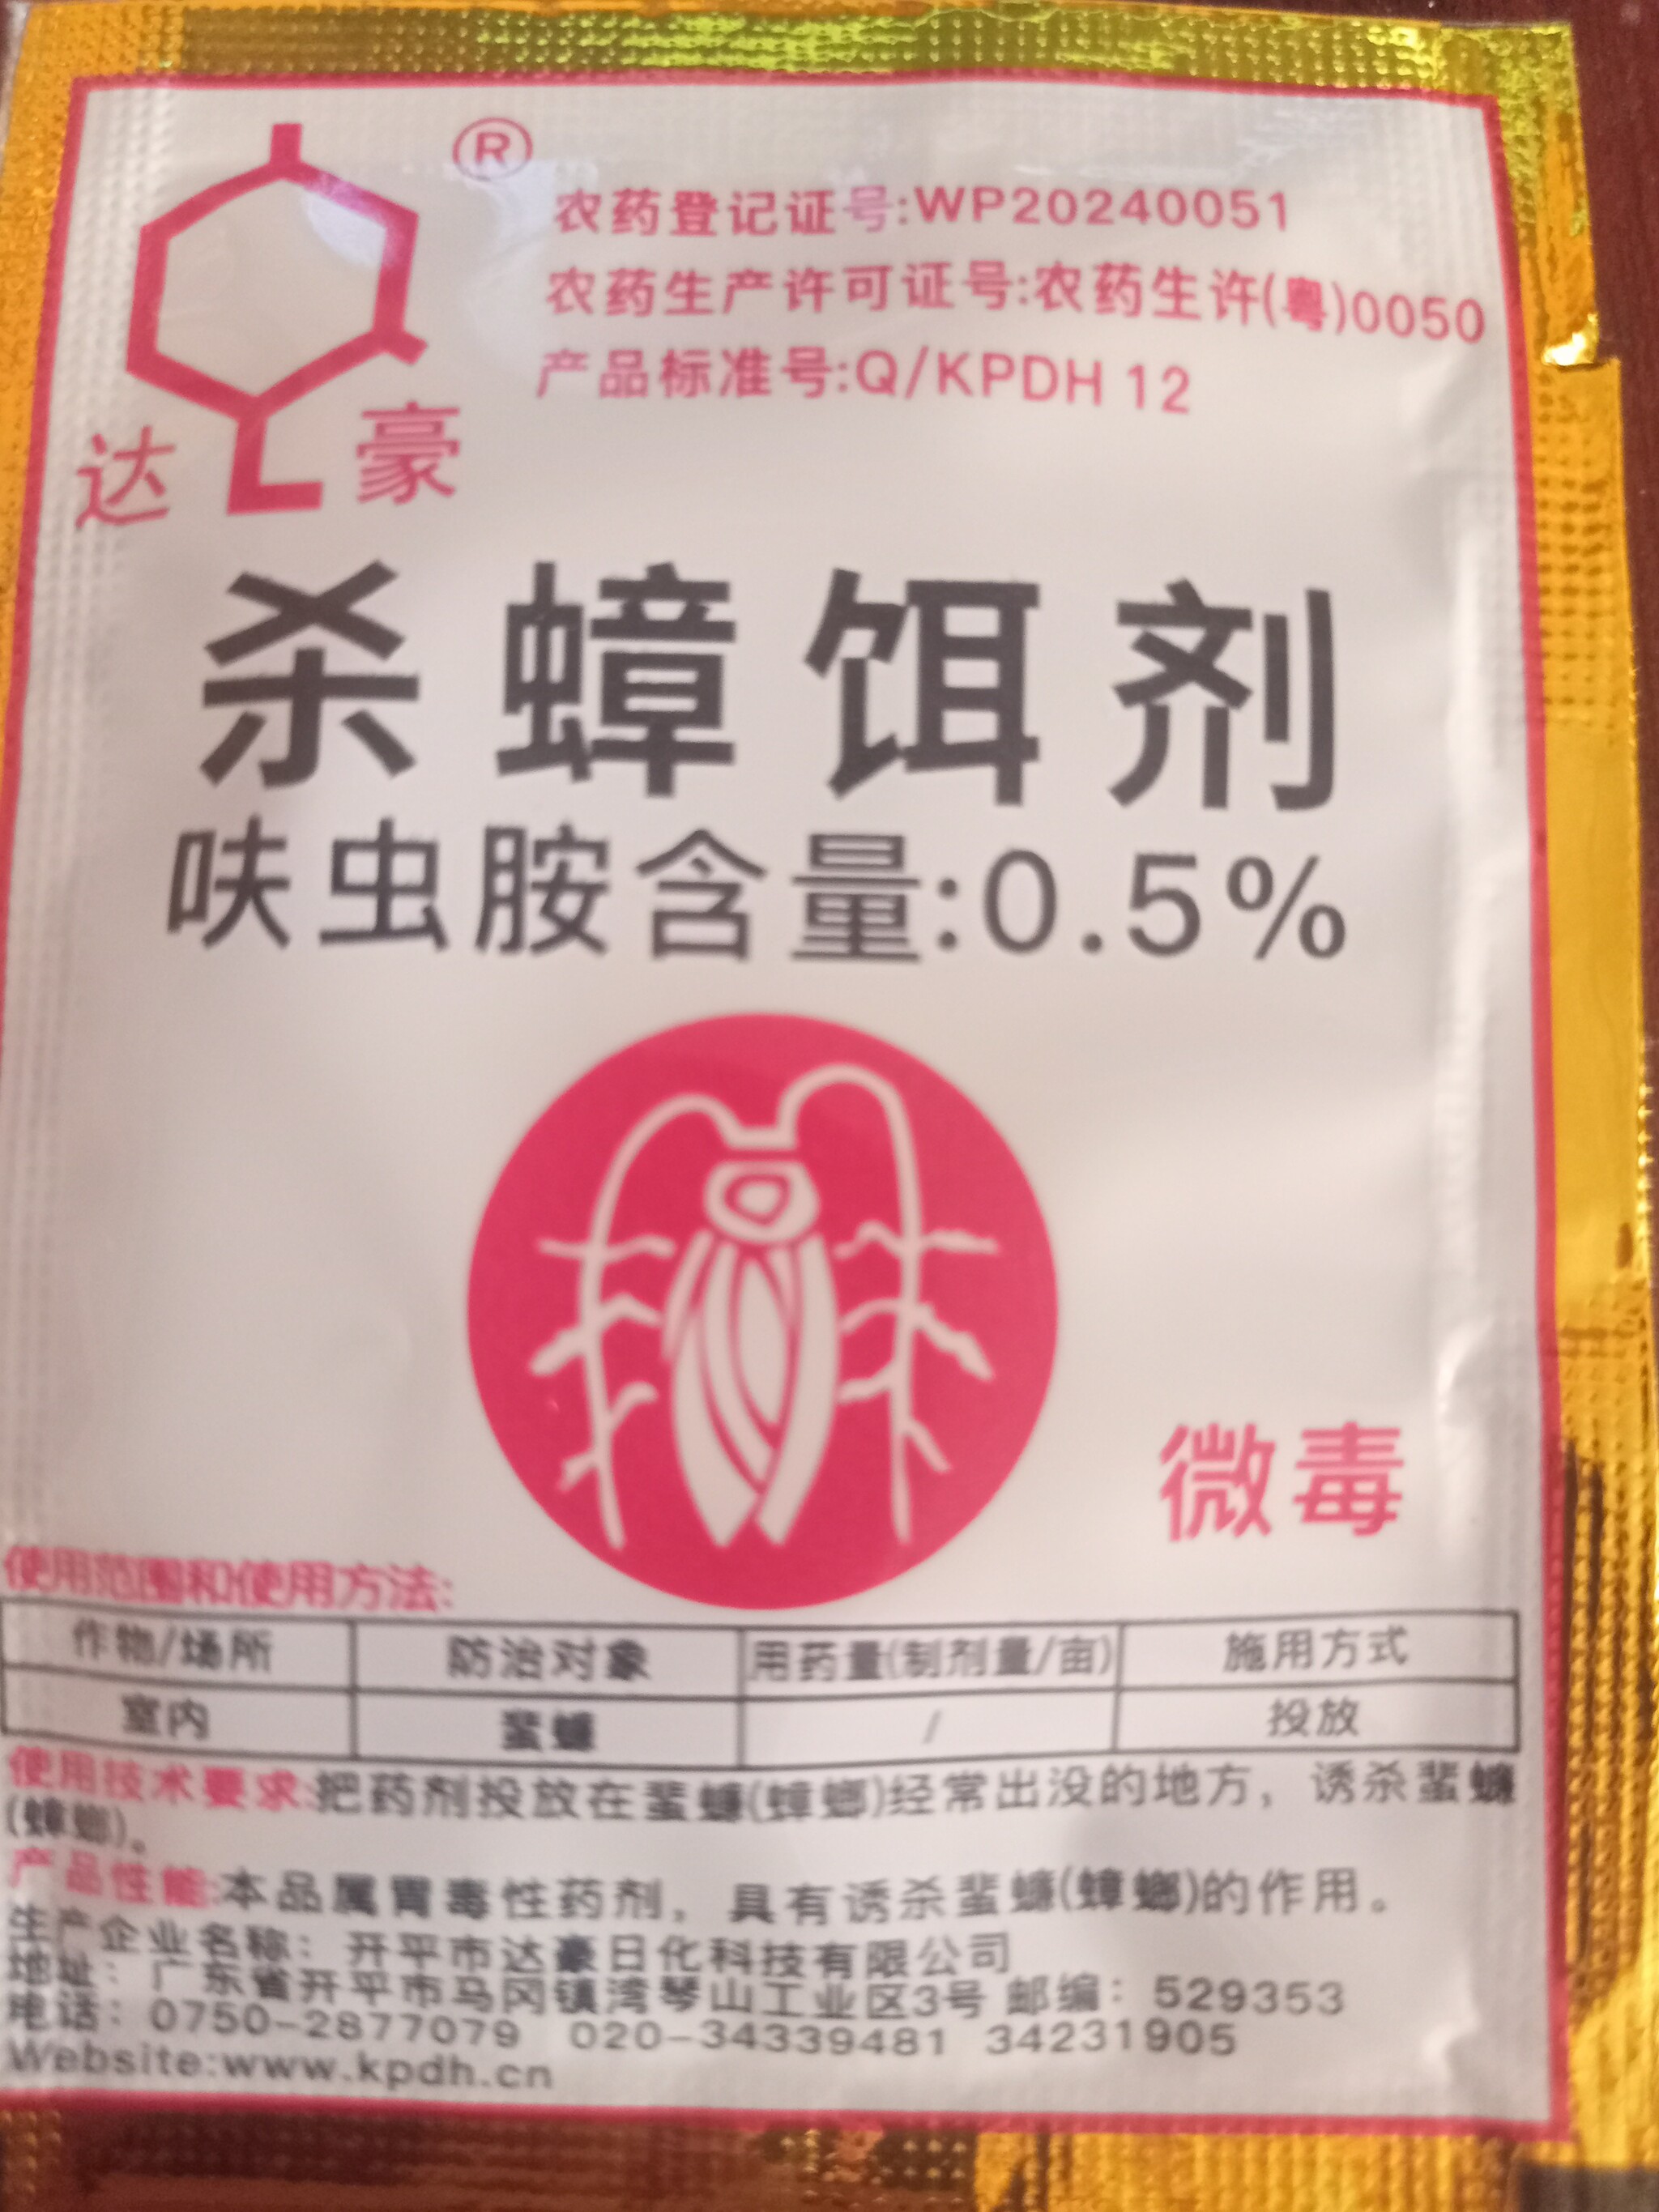 ®
农药登记证号:WP20240051
农药生产许可证号:农药生许(粤)0050
产品标准号:Q/KPDH 12
达 豪
杀蟑饵剂
呋虫胺含量:0.5%
微毒
使用范围和使用方法:
作物/场所 防治对象 用药量(制剂量/亩) 施用方式
室内 蜚蠊 / 投放
使用技术要求:把药剂投放在蜚蠊(蟑螂)经常出没的地方，诱杀蜚蠊
(蟑螂)。
产品性能:本品属胃毒性药剂，具有诱杀蜚蠊(蟑螂)的作用。
生产企业名称：开平市达豪日化科技有限公司
地址：广东省开平市马冈镇湾琴山工业区3号 邮编：529353
电话：0750-2877079 020-34339481 34231905
Website:www.kpdh.cn